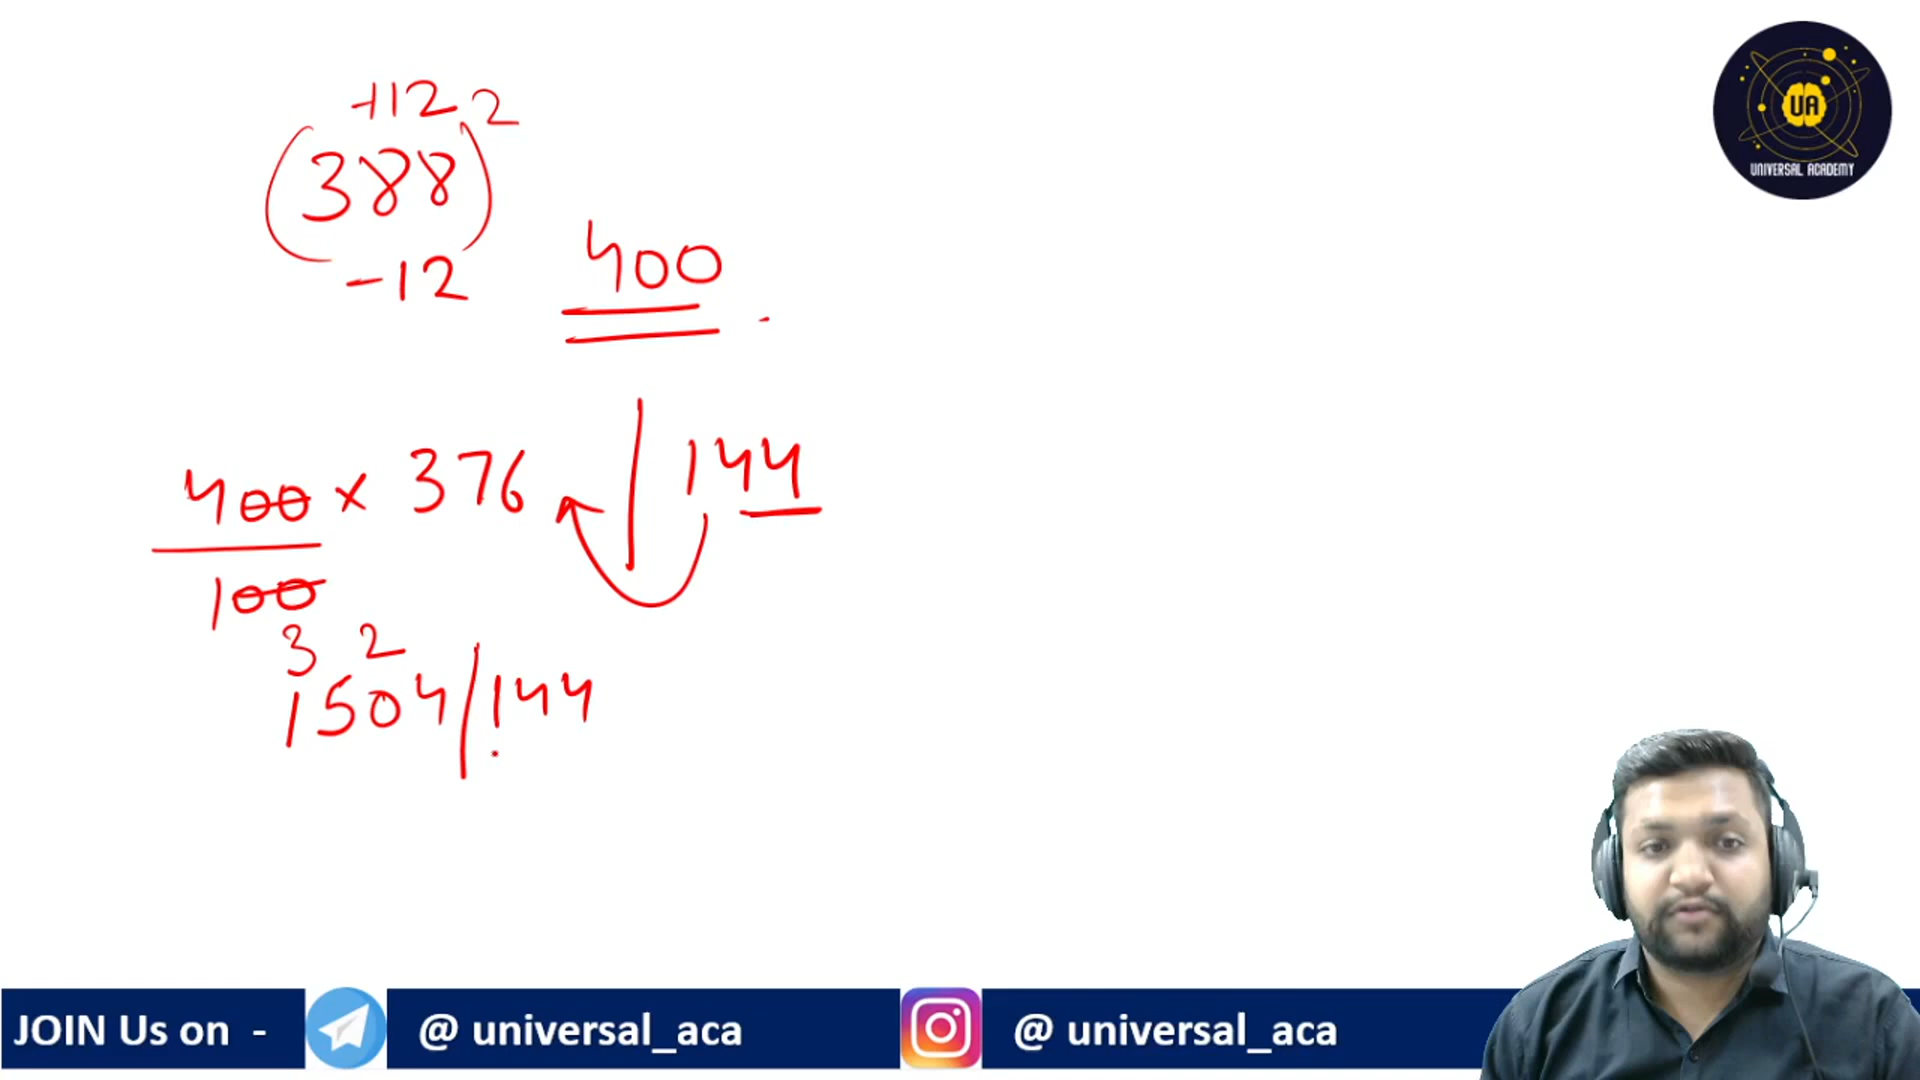 +12 2
(388)
-12
400
400 × 376 | 144
100
3 2
1504/144
UA
UNIVERSAL ACADEMY
JOIN Us on - @ universal_aca @ universal_aca